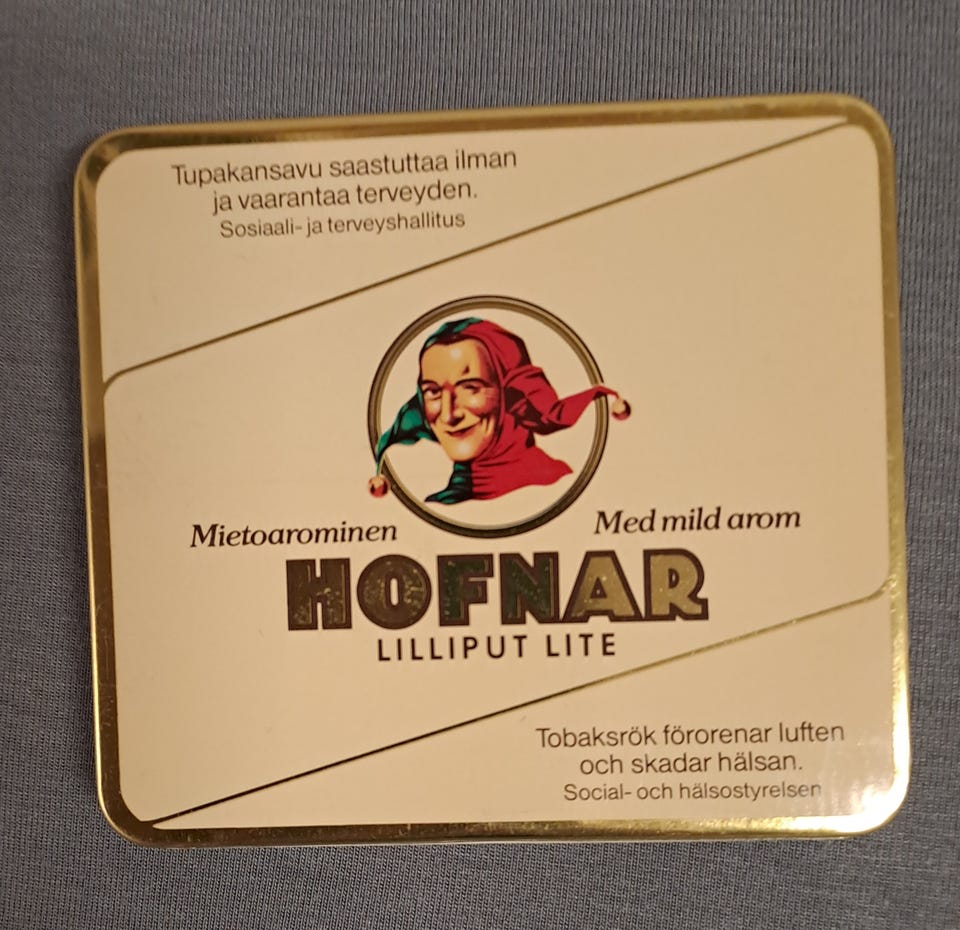 Tupakansavu saastuttaa ilman
ja vaarantaa terveyden.
Sosiaali- ja terveyshallitus
Mietoarominen
Med mild arom
HOFNAR
LILLIPUT LITE
Tobaksrök förorenar luften
och skadar hälsan.
Social- och hälsostyrelsen